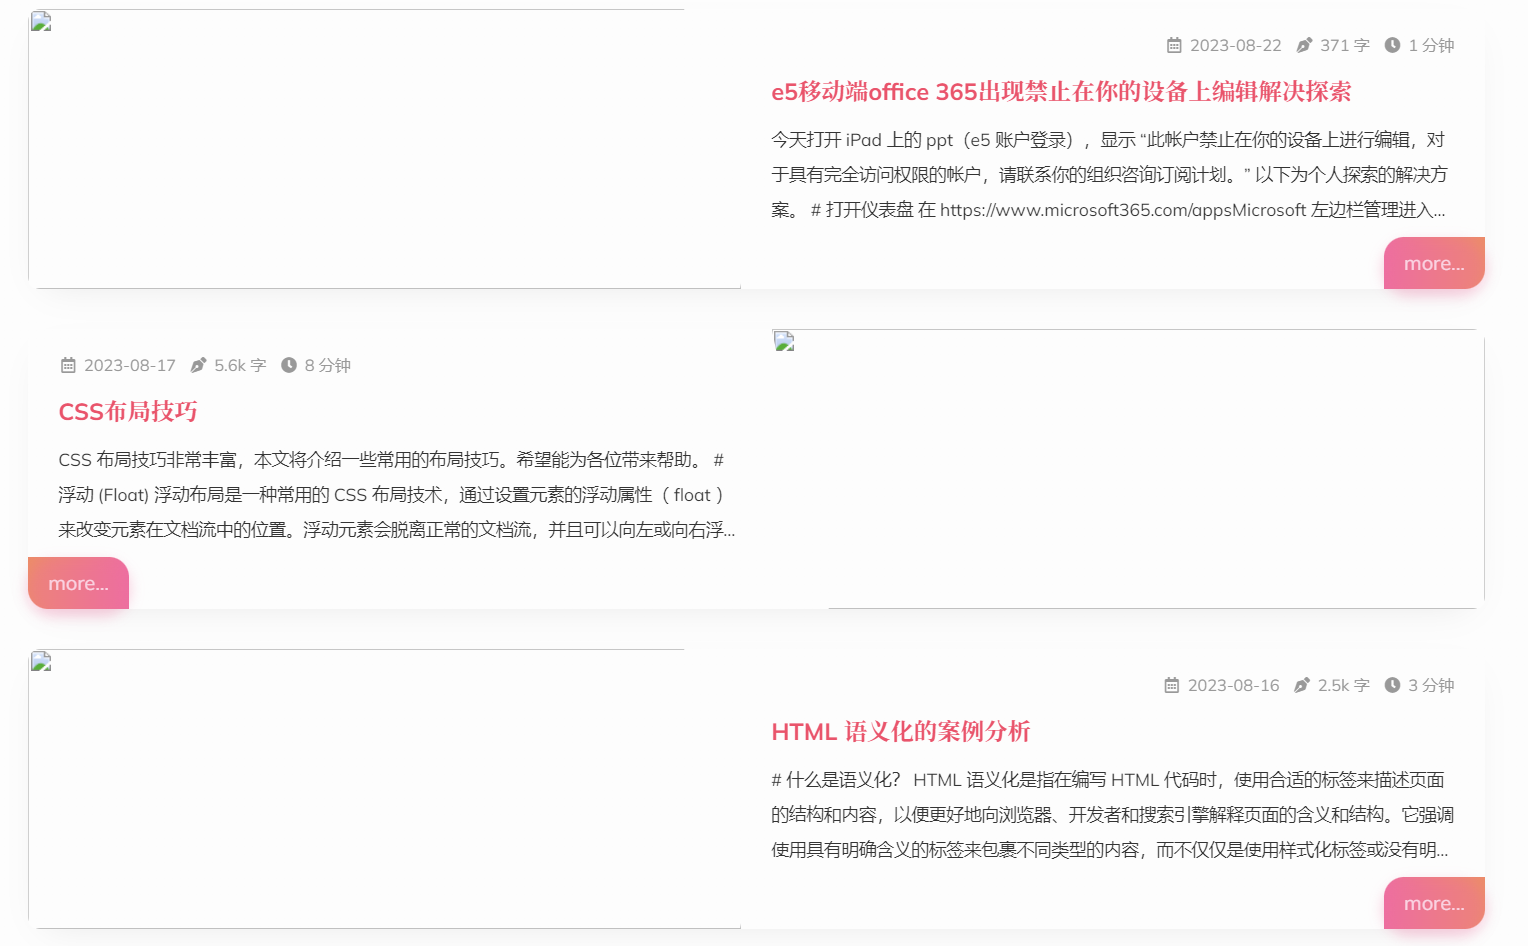 2023-08-22 371 字 1 分钟
e5移动端office 365出现禁止在你的设备上编辑解决探索
今天打开 iPad 上的 ppt（e5 账户登录），显示 “此帐户禁止在你的设备上进行编辑，对
于具有完全访问权限的帐户，请联系你的组织咨询订阅计划。” 以下为个人探索的解决方
案。 # 打开仪表盘 在 https://www.microsoft365.com/appsMicrosoft 左边栏管理进入...
more...
2023-08-17 5.6k 字 8 分钟
CSS布局技巧
CSS 布局技巧非常丰富，本文将介绍一些常用的布局技巧。希望能为各位带来帮助。 #
浮动 (Float) 浮动布局是一种常用的 CSS 布局技术，通过设置元素的浮动属性（ float ）
来改变元素在文档流中的位置。浮动元素会脱离正常的文档流，并且可以向左或向右浮...
more...
2023-08-16 2.5k 字 3 分钟
HTML 语义化的案例分析
# 什么是语义化？ HTML 语义化是指在编写 HTML 代码时，使用合适的标签来描述页面
的结构和内容，以便更好地向浏览器、开发者和搜索引擎解释页面的含义和结构。它强调
使用具有明确含义的标签来包裹不同类型的内容，而不仅仅是使用样式化标签或没有明...
more...